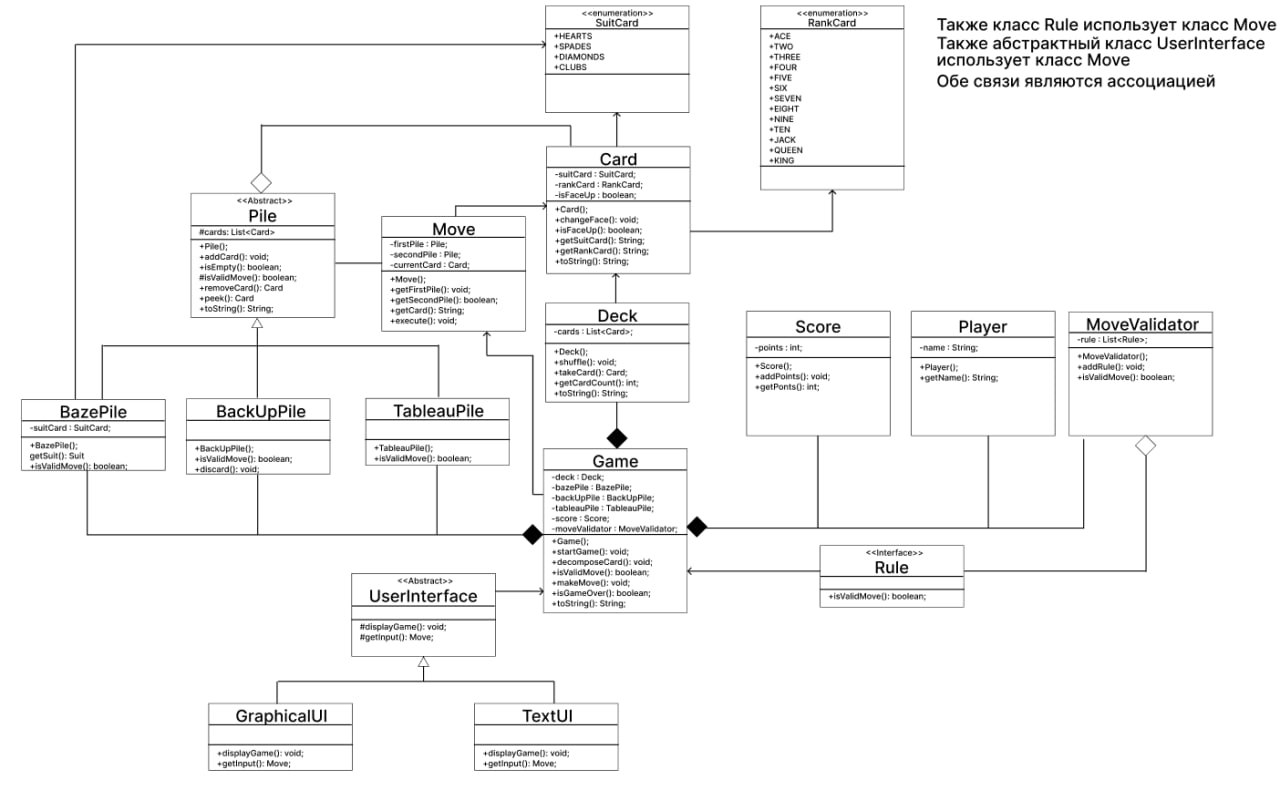 <<enumeration>>
SuitCard
+HEARTS
+SPADES
+DIAMONDS
+CLUBS
<<enumeration>>
RankCard
+ACE
+TWO
+THREE
+FOUR
+FIVE
+SIX
+SEVEN
+EIGHT
+NINE
+TEN
+JACK
+QUEEN
+KING
Также класс Rule использует класс Move
Также абстрактный класс UserInterface
использует класс Move
Обе связи являются ассоциацией
Card
-suitCard : SuitCard;
-rankCard : RankCard;
-isFaceUp : boolean;
+Card();
+changeFace(): void;
+isFaceUp(): boolean;
+getSuitCard(): String;
+getRankCard(): String;
+toString(): String;
<<Abstract>>
Pile
#cards: List<Card>
+Pile();
+addCard(): void;
+isEmpty(): boolean;
#isValidMove(): boolean;
+removeCard(): Card
+peek(): Card
+toString(): String;
Move
-firstPile : Pile;
-secondPile : Pile;
-currentCard : Card;
+Move();
+getFirstPile(): void;
+getSecondPile(): boolean;
+getCard(): String;
+execute(): void;
Deck
-cards : List<Card>;
+Deck();
+shuffle(): void;
+takeCard(): Card;
+getCardCount(): int;
+toString(): String;
Score
-points : int;
+Score();
+addPoints(): void;
+getPonts(): int;
Player
-name : String;
+Player();
+getName(): String;
MoveValidator
-rule : List<Rule>;
+MoveValidator();
+addRule(): void;
+isValidMove(): boolean;
BazePile
-suitCard : SuitCard;
+BazePile();
getSuit(): Suit
+isValidMove(): boolean;
BackUpPile
+BackUpPile();
+isValidMove(): boolean;
+discard(): void;
TableauPile
+TableauPile();
+isValidMove(): boolean;
Game
-deck : Deck;
-bazePile : BazePile;
-backUpPile : BackUpPile;
-tableauPile : TableauPile;
-score : Score;
-moveValidator : MoveValidator;
+Game();
+startGame(): void;
+decomposeCard(): void;
+isValidMove(): boolean;
+makeMove(): void;
+isGameOver(): boolean;
+toString(): String;
<<Interface>>
Rule
+isValidMove(): boolean;
<<Abstract>>
UserInterface
#displayGame(): void;
#getInput(): Move;
GraphicalUI
+displayGame(): void;
+getInput(): Move;
TextUI
+displayGame(): void;
+getInput(): Move;